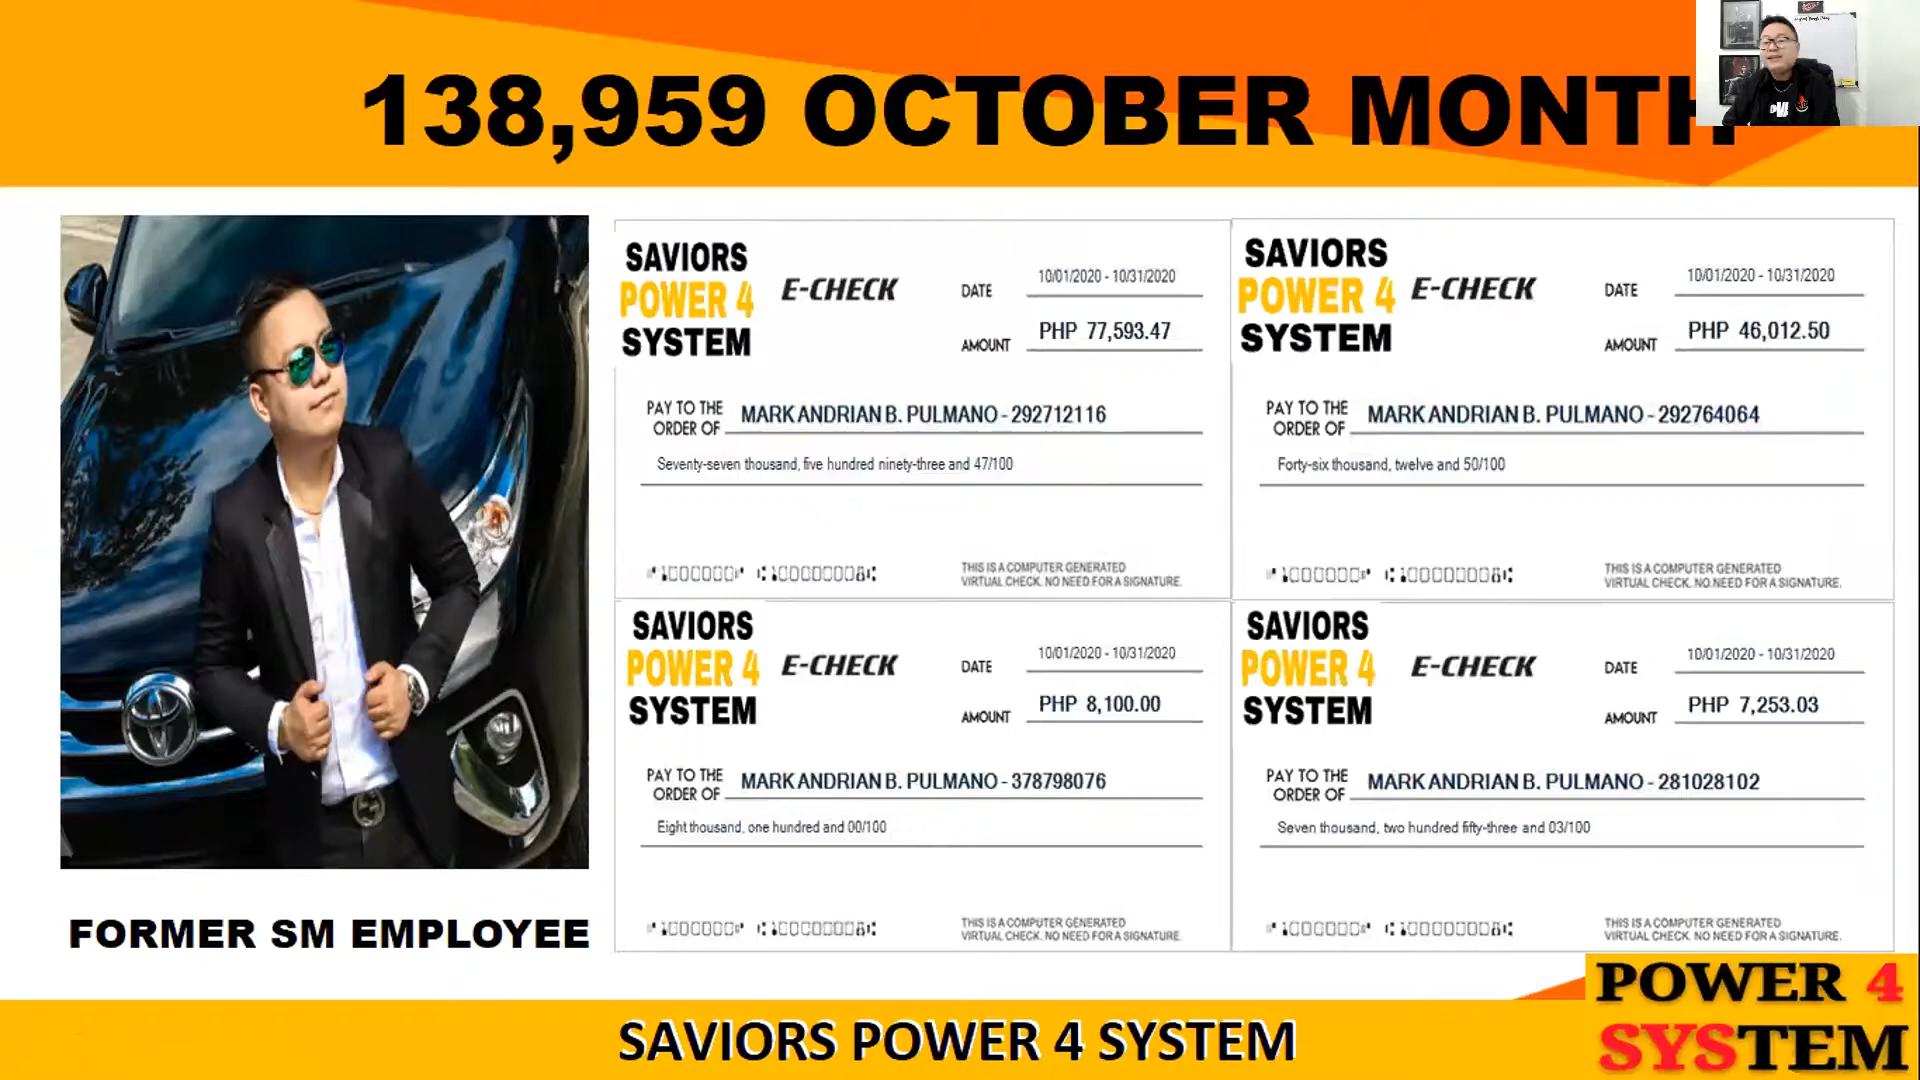 138,959 OCTOBER MONTH
SAVIORS
POWER 4
SYSTEM
E-CHECK
DATE
10/01/2020 - 10/31/2020
AMOUNT
PHP 77,593.47
PAY TO THE
ORDER OF
MARK ANDRIAN B. PULMANO - 292712116
Seventy-seven thousand, five hundred ninety-three and 47/100
THIS IS A COMPUTER GENERATED
VIRTUAL CHECK. NO NEED FOR A SIGNATURE.
SAVIORS
POWER 4
SYSTEM
E-CHECK
DATE
10/01/2020 - 10/31/2020
AMOUNT
PHP 46,012.50
PAY TO THE
ORDER OF
MARK ANDRIAN B. PULMANO - 292764064
Forty-six thousand, twelve and 50/100
THIS IS A COMPUTER GENERATED
VIRTUAL CHECK. NO NEED FOR A SIGNATURE.
SAVIORS
POWER 4
SYSTEM
E-CHECK
DATE
10/01/2020 - 10/31/2020
AMOUNT
PHP 8,100.00
PAY TO THE
ORDER OF
MARK ANDRIAN B. PULMANO - 378798076
Eight thousand, one hundred and 00/100
THIS IS A COMPUTER GENERATED
VIRTUAL CHECK. NO NEED FOR A SIGNATURE.
SAVIORS
POWER 4
SYSTEM
E-CHECK
DATE
10/01/2020 - 10/31/2020
AMOUNT
PHP 7,253.03
PAY TO THE
ORDER OF
MARK ANDRIAN B. PULMANO - 281028102
Seven thousand, two hundred fifty-three and 03/100
THIS IS A COMPUTER GENERATED
VIRTUAL CHECK. NO NEED FOR A SIGNATURE.
FORMER SM EMPLOYEE
SAVIORS POWER 4 SYSTEM
POWER 4
SYSTEM